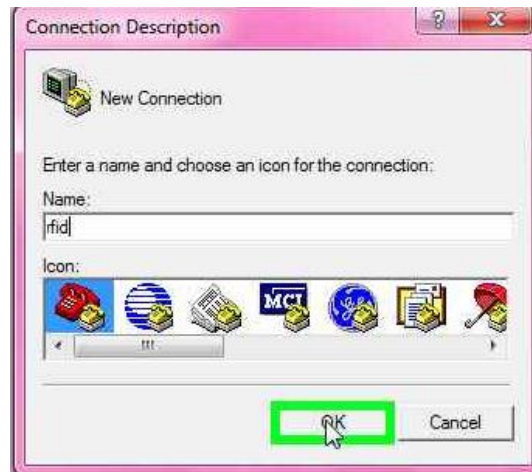 Connection Description
New Connection
Enter a name and choose an icon for the connection:
Name:
rfid
Icon:
MCI
OK
Cancel